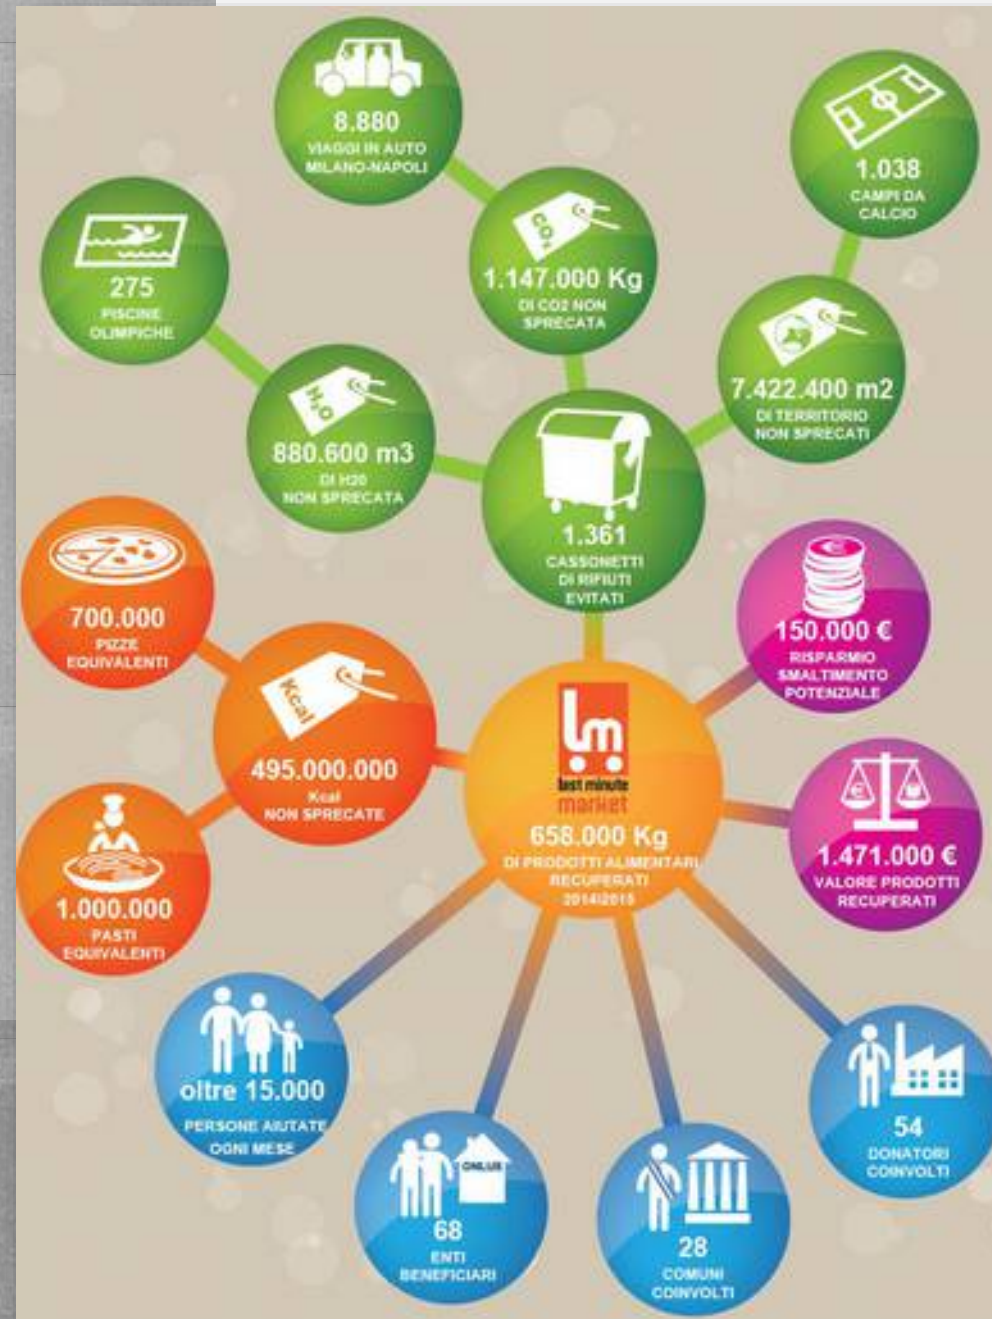 8.880
VIAGGI IN AUTO
MILANO-NAPOLI
1.038
CAMPI DA
CALCIO
CO2
1.147.000 Kg
DI CO2 NON
SPRECATA
275
PISCINE
OLIMPICHE
7.422.400 m2
DI TERRITORIO
NON SPRECATI
H2O
880.600 m3
DI H20
NON SPRECATA
1.361
CASSONETTI
DI RIFIUTI
EVITATI
700.000
PIZZE
EQUIVALENTI
€
150.000 €
RISPARMIO
SMALTIMENTO
POTENZIALE
Kcal
495.000.000
Kcal
NON SPRECATE
lm
last minute
market
658.000 Kg
DI PRODOTTI ALIMENTARI
RECUPERATI
2014/2015
€
1.471.000 €
VALORE PRODOTTI
RECUPERATI
1.000.000
PASTI
EQUIVALENTI
oltre 15.000
PERSONE AIUTATE
OGNI MESE
54
DONATORI
COINVOLTI
ONLUS
68
ENTI
BENEFICIARI
28
COMUNI
COINVOLTI